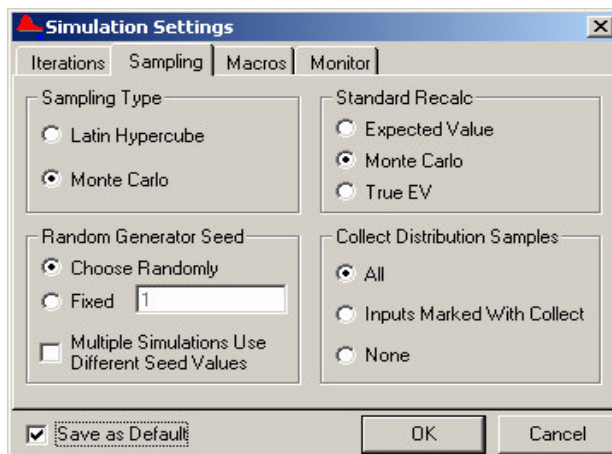 Simulation Settings
Iterations Sampling Macros Monitor
Sampling Type
Latin Hypercube
Monte Carlo
Standard Recalc
Expected Value
Monte Carlo
True EV
Random Generator Seed
Choose Randomly
Fixed 1
Multiple Simulations Use
Different Seed Values
Collect Distribution Samples
All
Inputs Marked With Collect
None
Save as Default
OK
Cancel